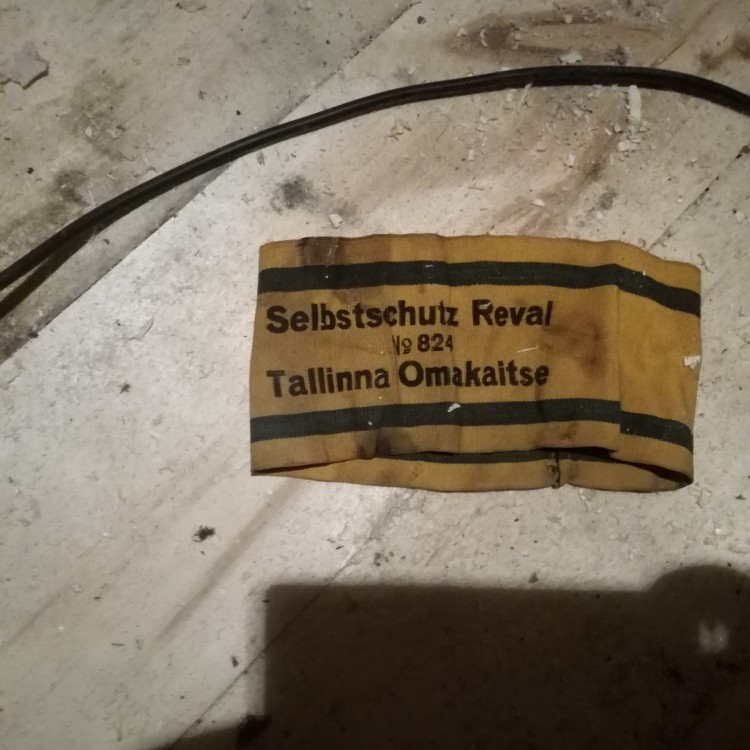 Selbstschutz Reval
№ 824
Tallinna Omakaitse